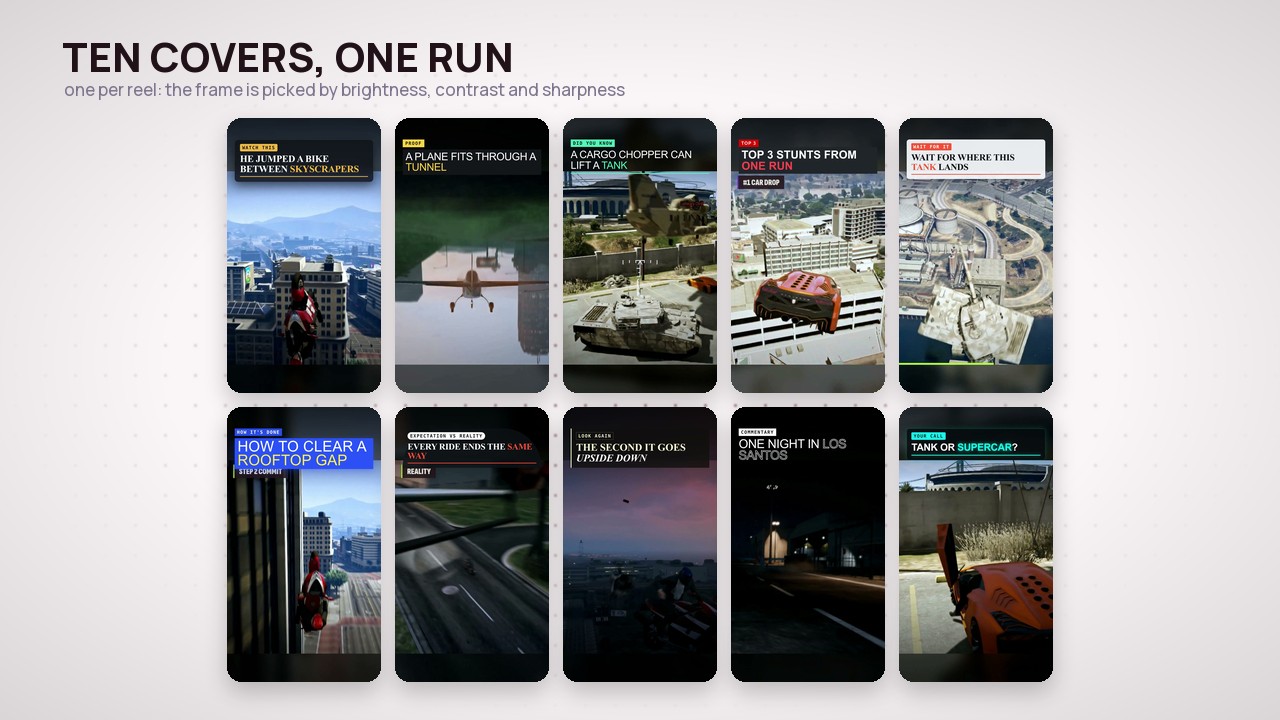 TEN COVERS, ONE RUN
one per reel: the frame is picked by brightness, contrast and sharpness
WATCH THIS
HE JUMPED A BIKE
BETWEEN SKYSCRAPERS
PROOF
A PLANE FITS THROUGH A
TUNNEL
DID YOU KNOW
A CARGO CHOPPER CAN
LIFT A TANK
TOP 3
TOP 3 STUNTS FROM
ONE RUN
#1 CAR DROP
WAIT FOR IT
WAIT FOR WHERE THIS
TANK LANDS
HOW IT'S DONE
HOW TO CLEAR A
ROOFTOP GAP
STEP 2 COMMIT
EXPECTATION VS REALITY
EVERY RIDE ENDS THE SAME
WAY
REALITY
LOOK AGAIN
THE SECOND IT GOES
UPSIDE DOWN
COMMENTARY
ONE NIGHT IN LOS
SANTOS
YOUR CALL
TANK OR SUPERCAR?